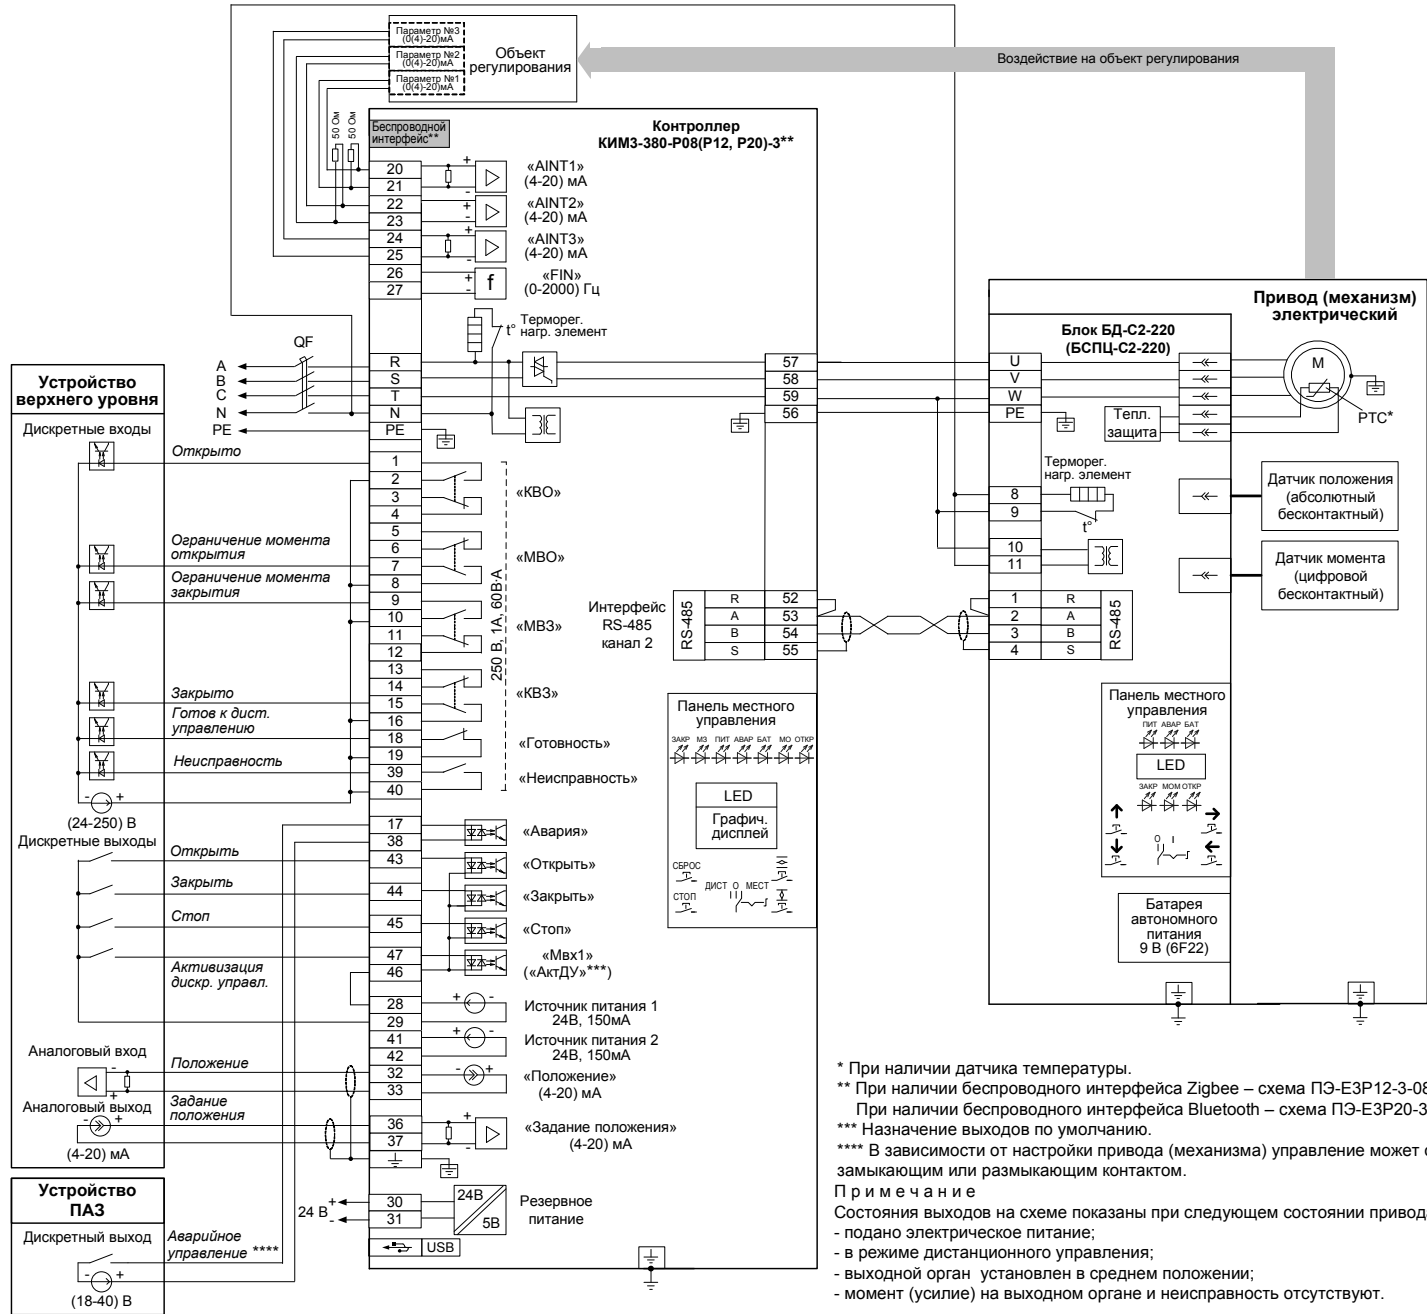 Параметр №3
(0(4)-20)мА
Параметр №2
(0(4)-20)мА
Параметр №1
(0(4)-20)мА
Объект
регулирования
Воздействие на объект регулирования
50 Ом
50 Ом
Беспроводной
интерфейс**
Контроллер
КИМ3-380-Р08(Р12, Р20)-3**
20
21
22
23
24
25
26
27
+
-
«AINT1»
(4-20) мА
+
-
«AINT2»
(4-20) мА
+
-
«AINT3»
(4-20) мА
+
-
f
«FIN»
(0-2000) Гц
t°
Терморег.
нагр. элемент
QF
A
B
C
N
PE
R
S
T
N
PE
57
58
59
56
Устройство
верхнего уровня
Дискретные входы
Открыто
Ограничение момента
открытия
Ограничение момента
закрытия
Закрыто
Готов к дист.
управлению
Неисправность
- +
(24-250) В
Дискретные выходы
Открыть
Закрыть
Стоп
Активизация
дискр. управл.
Аналоговый вход
-
+
Положение
Аналоговый выход
- +
Задание
положения
(4-20) мА
Устройство
ПАЗ
Дискретный выход
Аварийное
управление ****
- +
(18-40) В
1
2
3
4
5
6
7
8
9
10
11
12
13
14
15
16
18
19
39
40
17
38
43
44
45
47
46
28
29
41
42
32
33
36
37
30
31
«КВО»
«МВО»
«МВЗ»
«КВЗ»
«Готовность»
«Неисправность»
250 В, 1А, 60В·А
«Авария»
«Открыть»
«Закрыть»
«Стоп»
«Мвх1»
(«АктДУ»***)
+ -
Источник питания 1
24В, 150мА
+ -
Источник питания 2
24В, 150мА
- +
«Положение»
(4-20) мА
+
-
«Задание положения»
(4-20) мА
24 В
+
-
24В
5В
Резервное
питание
USB
Интерфейс
RS-485
канал 2
RS-485
R
A
B
S
52
53
54
55
Панель местного
управления
ЗАКР МЗ ПИТ АВАР БАТ МО ОТКР
LED
Графич.
дисплей
СБРОС
СТОП
ДИСТ О МЕСТ
Привод (механизм)
электрический
Блок БД-С2-220
(БСПЦ-С2-220)
U
V
W
PE
Тепл.
защита
M
PTC*
Терморег.
нагр. элемент
t°
8
9
10
11
1
2
3
4
R
A
B
S
RS-485
Датчик положения
(абсолютный
бесконтактный)
Датчик момента
(цифровой
бесконтактный)
Панель местного
управления
ПИТ АВАР БАТ
LED
ЗАКР МОМ ОТКР
О I
Батарея
автономного
питания
9 В (6F22)
* При наличии датчика температуры.
** При наличии беспроводного интерфейса Zigbee – схема ПЭ-Е3Р12-3-08
При наличии беспроводного интерфейса Bluetooth – схема ПЭ-Е3Р20-3
*** Назначение выходов по умолчанию.
**** В зависимости от настройки привода (механизма) управление может
замыкающим или размыкающим контактом.
П р и м е ч а н и е
Состояния выходов на схеме показаны при следующем состоянии привод
- подано электрическое питание;
- в режиме дистанционного управления;
- выходной орган установлен в среднем положении;
- момент (усилие) на выходном органе и неисправность отсутствуют.